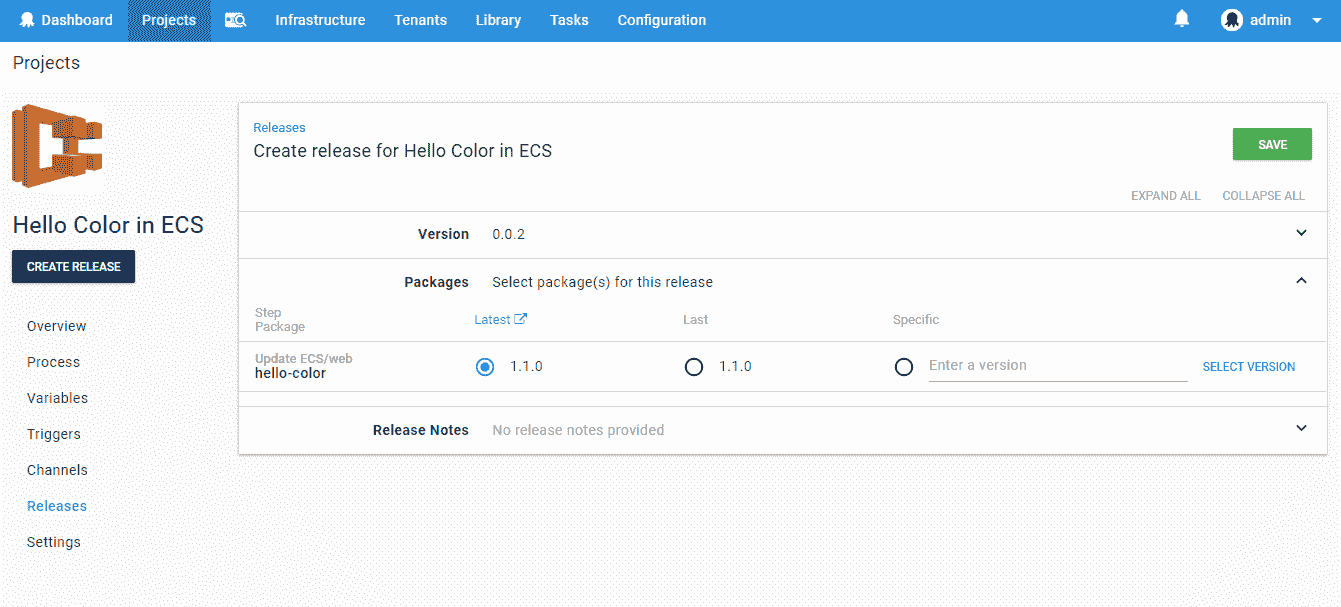 Dashboard Projects Infrastructure Tenants Library Tasks Configuration admin
Projects
Hello Color in ECS
CREATE RELEASE
Overview
Process
Variables
Triggers
Channels
Releases
Settings
Releases
Create release for Hello Color in ECS
SAVE
EXPAND ALL COLLAPSE ALL
Version 0.0.2
Packages Select package(s) for this release
Step
Package
Latest Last Specific
Update ECS/web
hello-color
1.1.0 1.1.0 Enter a version SELECT VERSION
Release Notes No release notes provided